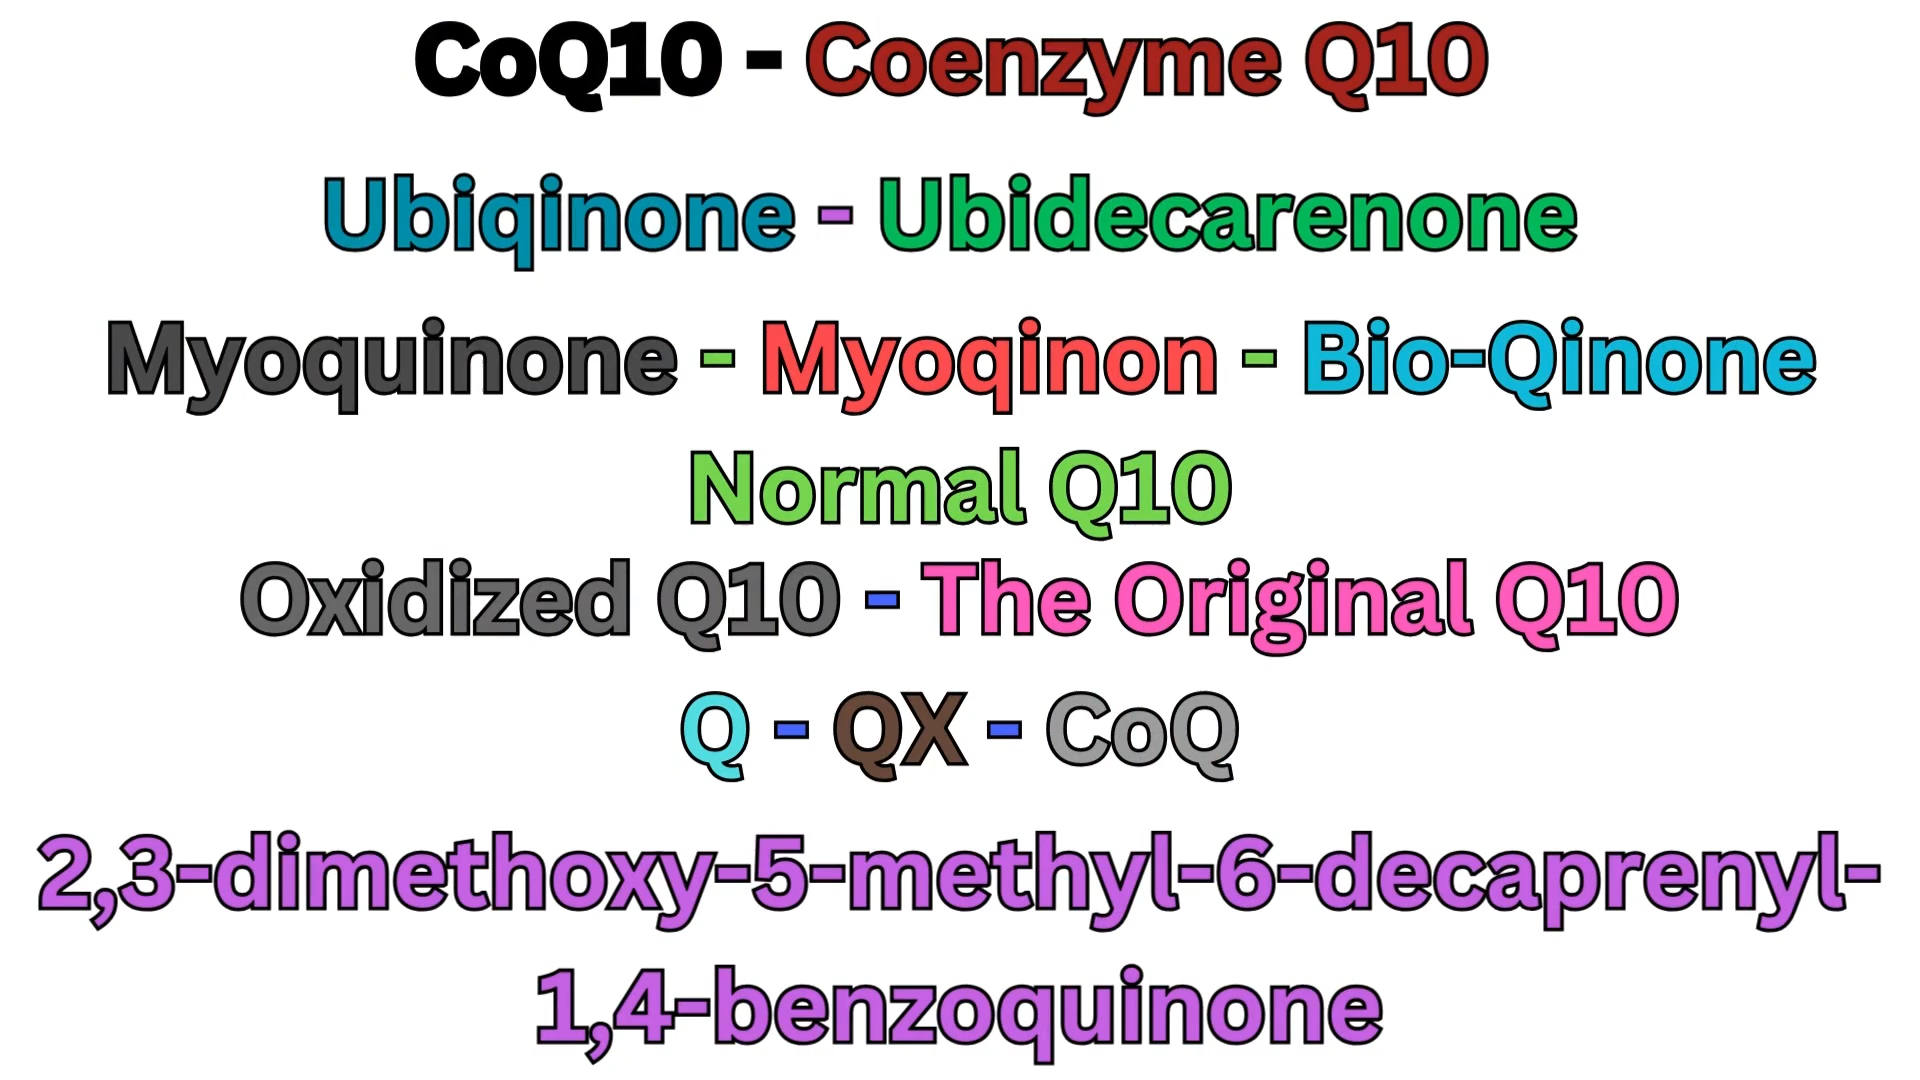 CoQ10 - Coenzyme Q10
Ubiqinone - Ubidecarenone
Myoquinone - Myoqinon - Bio-Qinone
Normal Q10
Oxidized Q10 - The Original Q10
Q - QX - CoQ
2,3-dimethoxy-5-methyl-6-decaprenyl-
1,4-benzoquinone